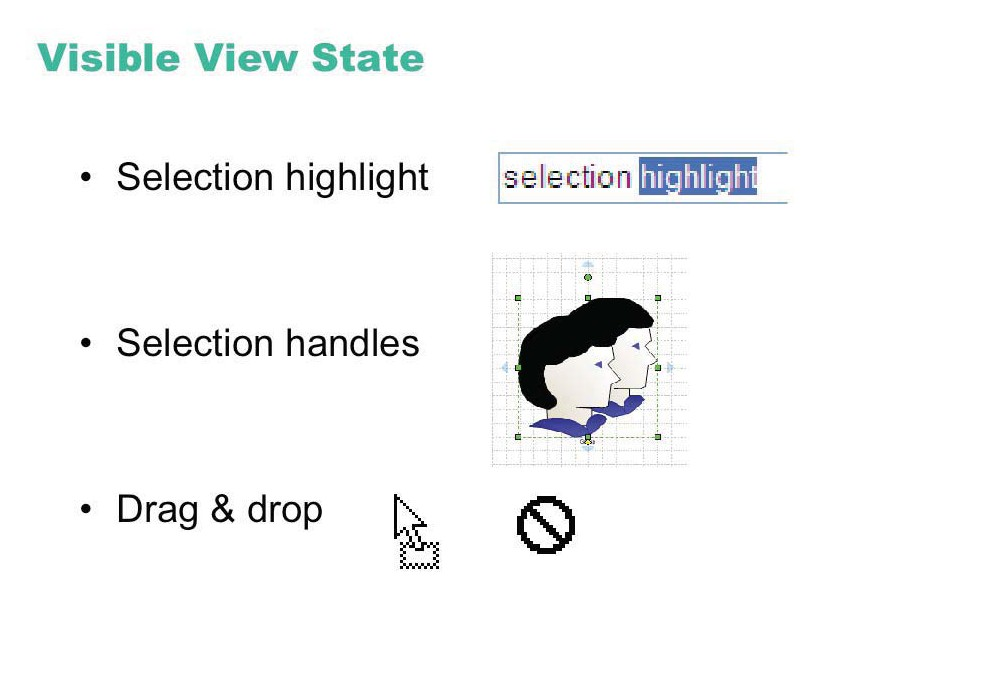 Visible View State
• Selection highlight
selection highlight
• Selection handles
• Drag & drop